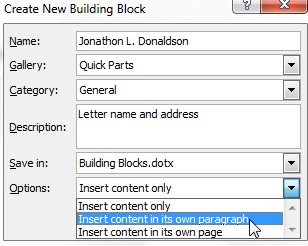 Create New Building Block ?
Name: Jonathon L. Donaldson
Gallery: Quick Parts
Category: General
Description: Letter name and address
Save in: Building Blocks.dotx
Options: Insert content only
Insert content only
Insert content in its own paragraph
Insert content in its own page